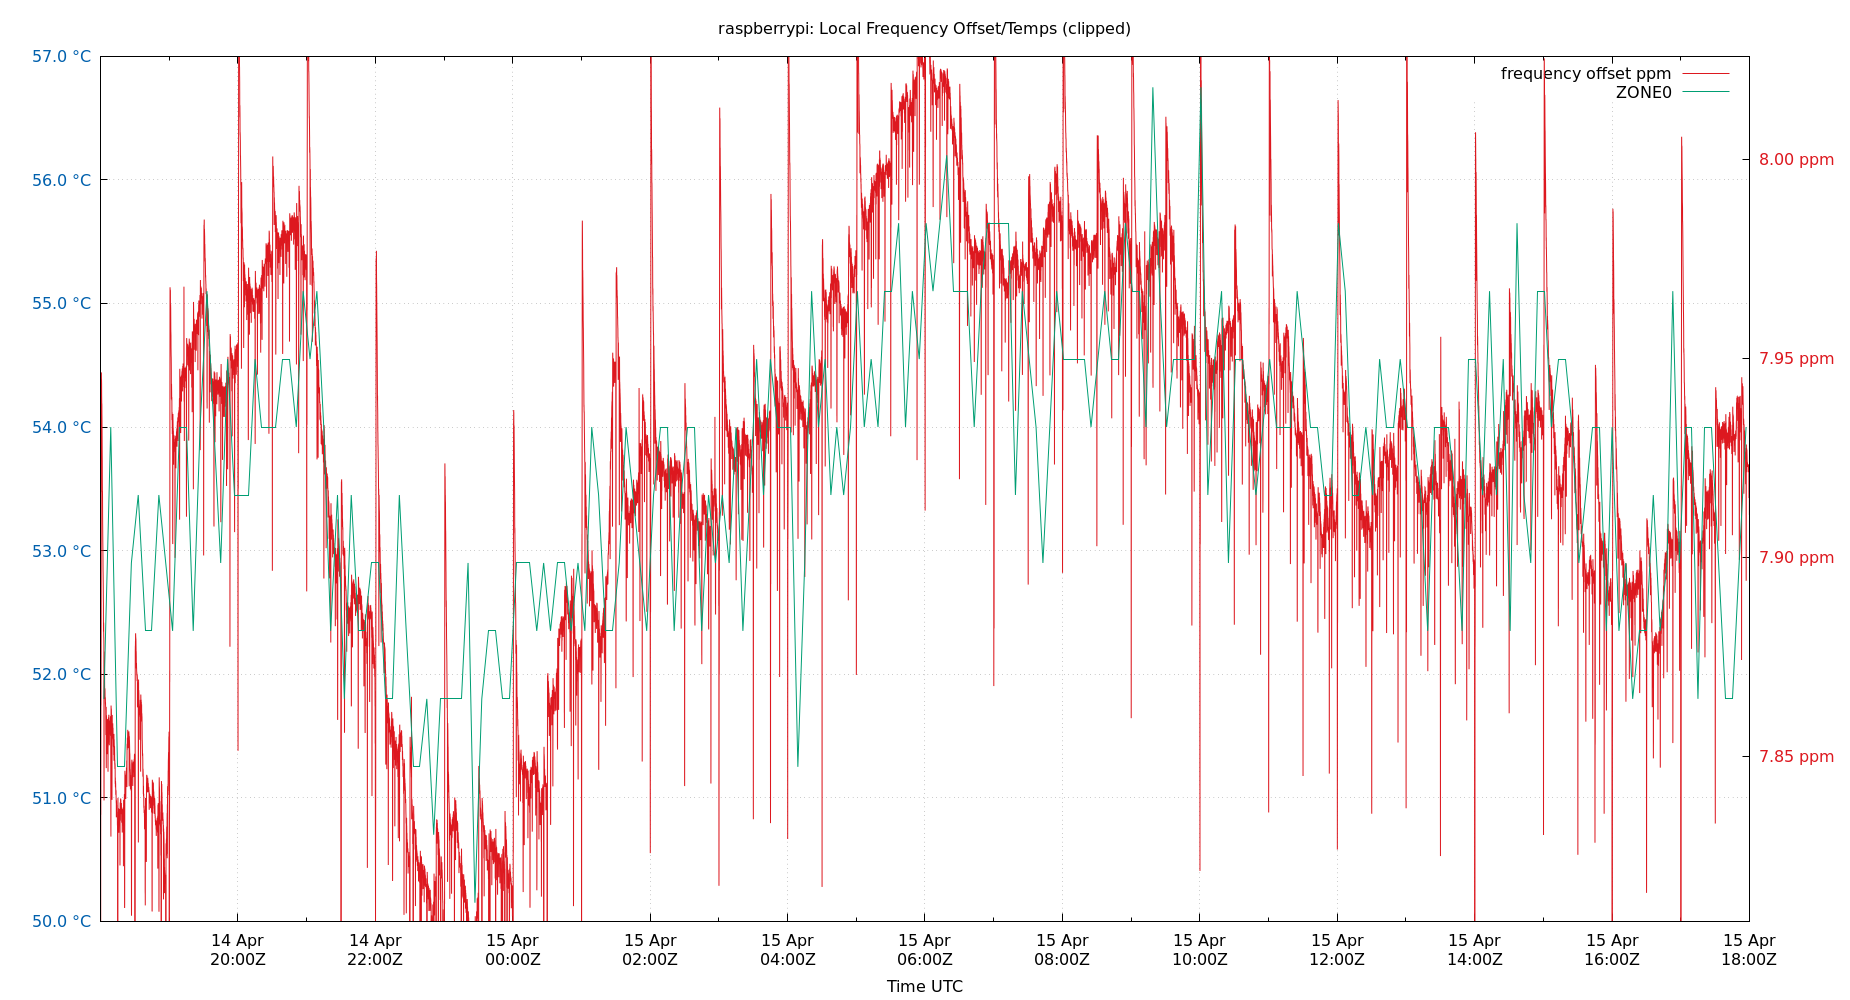 raspberrypi: Local Frequency Offset/Temps (clipped)
57.0 °C
56.0 °C
55.0 °C
54.0 °C
53.0 °C
52.0 °C
51.0 °C
50.0 °C
frequency offset ppm
ZONE0
8.00 ppm
7.95 ppm
7.90 ppm
7.85 ppm
14 Apr
20:00Z
14 Apr
22:00Z
15 Apr
00:00Z
15 Apr
02:00Z
15 Apr
04:00Z
15 Apr
06:00Z
15 Apr
08:00Z
15 Apr
10:00Z
15 Apr
12:00Z
15 Apr
14:00Z
15 Apr
16:00Z
15 Apr
18:00Z
Time UTC